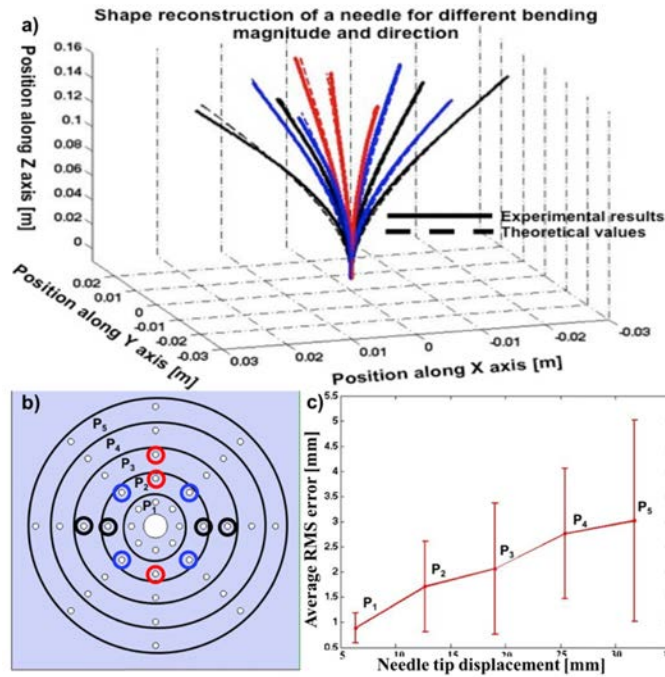 Shape reconstruction of a needle for different bending
magnitude and direction
a)
0.16
0.14
0.12
0.1
0.08
0.06
0.04
0.02
0
Position along Z axis [m]
Experimental results
Theoretical values
0.02
0.01
0
-0.01
-0.02
-0.03
Position along Y axis [m]
0.03
0.02
0.01
0
-0.01
-0.02
-0.03
Position along X axis [m]
b)
P5
P4
P3
P2
P1
c)
5.5
5
4.5
4
3.5
3
2.5
2
1.5
1
0.5
Average RMS error [mm]
P1
P2
P3
P4
P5
5
10
15
20
25
30
Needle tip displacement [mm]